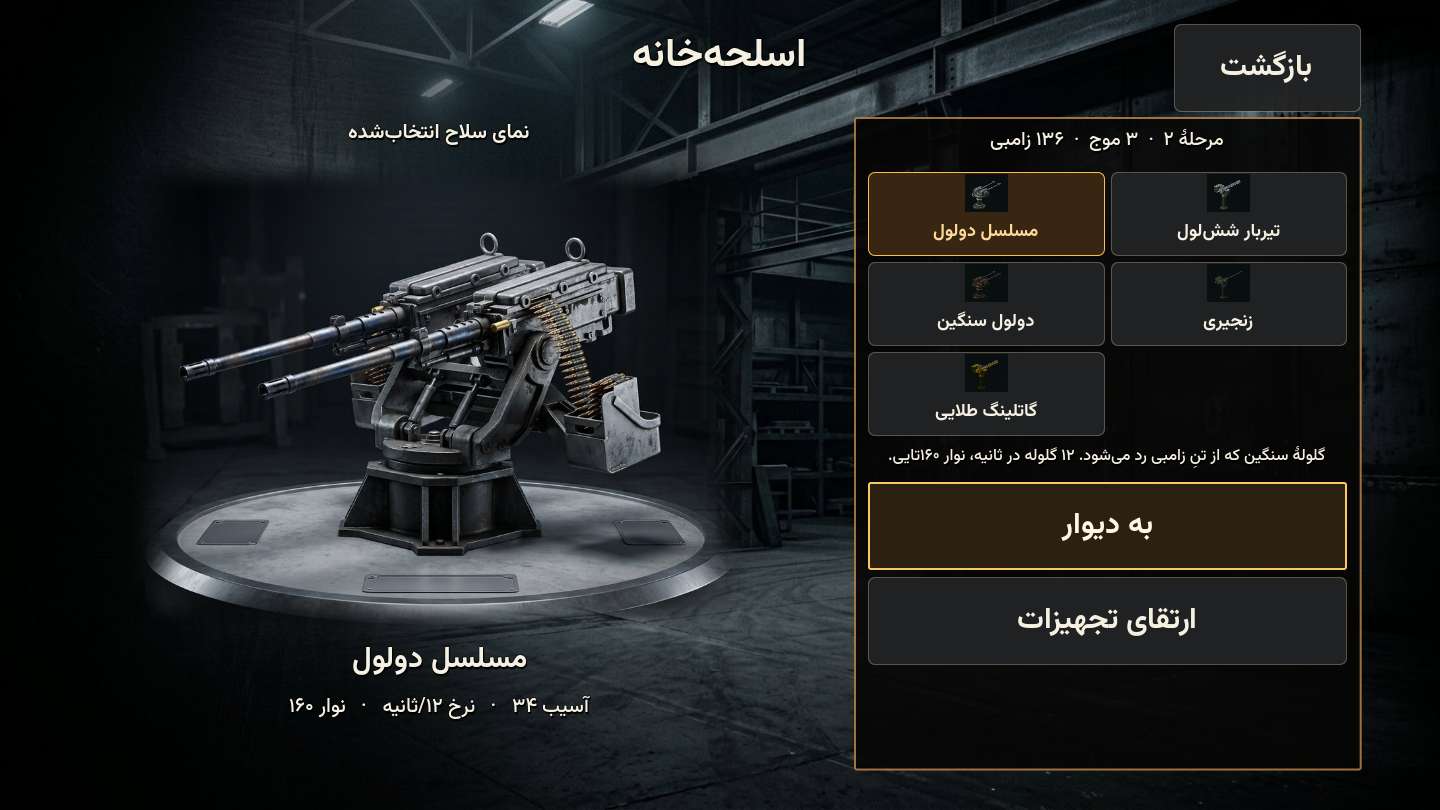 اسلحه‌خانه
بازگشت
مرحلهٔ ۲ · ۳ موج · ۱۳۶ زامبی
تیربار شش‌لول
مسلسل دولول
زنجیری
دولول سنگین
گاتلینگ طلایی
گلولهٔ سنگین که از تنِ زامبی رد می‌شود. ۱۲ گلوله در ثانیه، نوار ۱۶۰تایی.
به دیوار
ارتقای تجهیزات
نمای سلاح انتخاب‌شده
مسلسل دولول
آسیب ۳۴ · نرخ ۱۲/ثانیه · نوار ۱۶۰